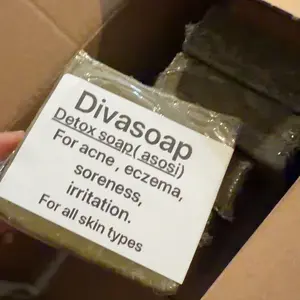 Divasoap
Detox soap( asosi)
For acne , eczema,
soreness,
irritation.
For all skin types